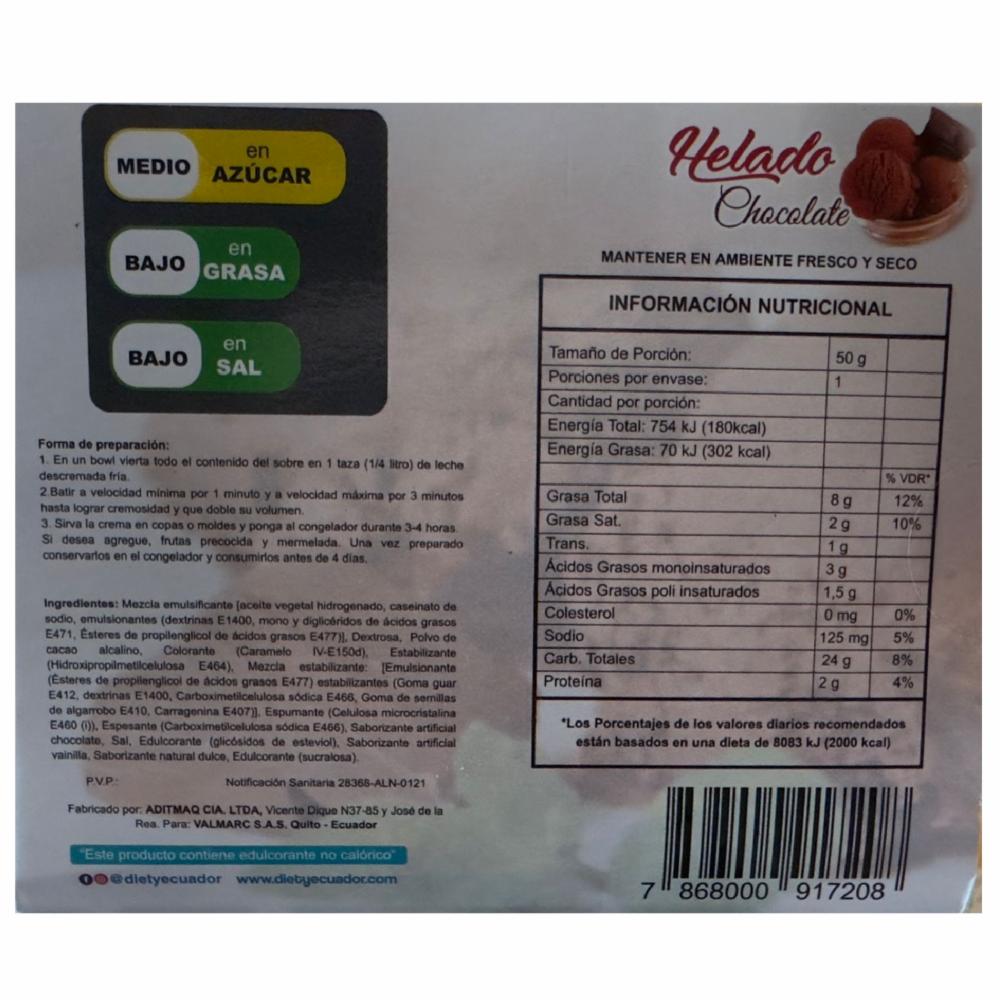 MEDIO en AZÚCAR
BAJO en GRASA
BAJO en SAL
Forma de preparación:
1. En un bowl vierta todo el contenido del sobre en 1 taza (1/4 litro) de leche
descremada fría.
2.Batir a velocidad mínima por 1 minuto y a velocidad máxima por 3 minutos
hasta lograr cremosidad y que doble su volumen.
3. Sirva la crema en copas o moldes y ponga al congelador durante 3-4 horas.
Si desea agregue, frutas precocida y mermelada. Una vez preparado
conservarlos en el congelador y consumirlos antes de 4 días.
Ingredientes: Mezcla emulsificante [aceite vegetal hidrogenado, caseinato de
sodio, emulsionantes (dextrinas E1400, mono y diglicéridos de ácidos grasos
E471, Ésteres de propilenglicol de ácidos grasos E477)], Dextrosa, Polvo de
cacao alcalino, Colorante (Caramelo IV-E150d), Estabilizante
(Hidroxipropilmetilcelulosa E464), Mezcla estabilizante: [Emulsionante
(Ésteres de propilenglicol de ácidos grasos E477) estabilizantes (Goma guar
E412, dextrinas E1400, Carboximetilcelulosa sódica E466, Goma de semillas
de algarrobo E410, Carragenina E407)], Espumante (Celulosa microcristalina
E460 (i)), Espesante (Carboximetilcelulosa sódica E466), Saborizante artificial
chocolate, Sal, Edulcorante (glicósidos de esteviol), Saborizante artificial
vainilla, Saborizante natural dulce, Edulcorante (sucralosa).
P.V.P.: Notificación Sanitaria 28368-ALN-0121
Fabricado por: ADITMAQ CIA. LTDA, Vicente Dique N37-85 y José de la
Rea. Para: VALMARC S.A.S. Quito - Ecuador
"Este producto contiene edulcorante no calórico"
@dietyecuador www.dietyecuador.com
Helado
Chocolate
MANTENER EN AMBIENTE FRESCO Y SECO
INFORMACIÓN NUTRICIONAL
Tamaño de Porción: 50 g
Porciones por envase: 1
Cantidad por porción:
Energía Total: 754 kJ (180kcal)
Energía Grasa: 70 kJ (302 kcal)
% VDR*
Grasa Total 8 g 12%
Grasa Sat. 2 g 10%
Trans. 1 g
Ácidos Grasos monoinsaturados 3 g
Ácidos Grasos poli insaturados 1,5 g
Colesterol 0 mg 0%
Sodio 125 mg 5%
Carb. Totales 24 g 8%
Proteína 2 g 4%
*Los Porcentajes de los valores diarios recomendados
están basados en una dieta de 8083 kJ (2000 kcal)
7 868000 917208